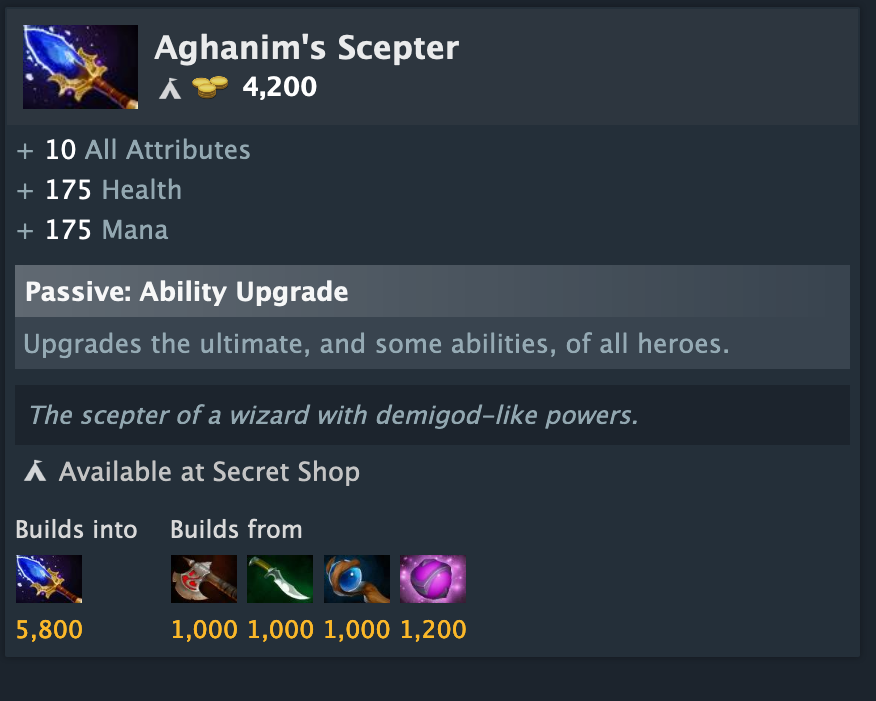 Aghanim's Scepter
4,200
+ 10 All Attributes
+ 175 Health
+ 175 Mana
Passive: Ability Upgrade
Upgrades the ultimate, and some abilities, of all heroes.
The scepter of a wizard with demigod-like powers.
Available at Secret Shop
Builds into Builds from
5,800 1,000 1,000 1,000 1,200